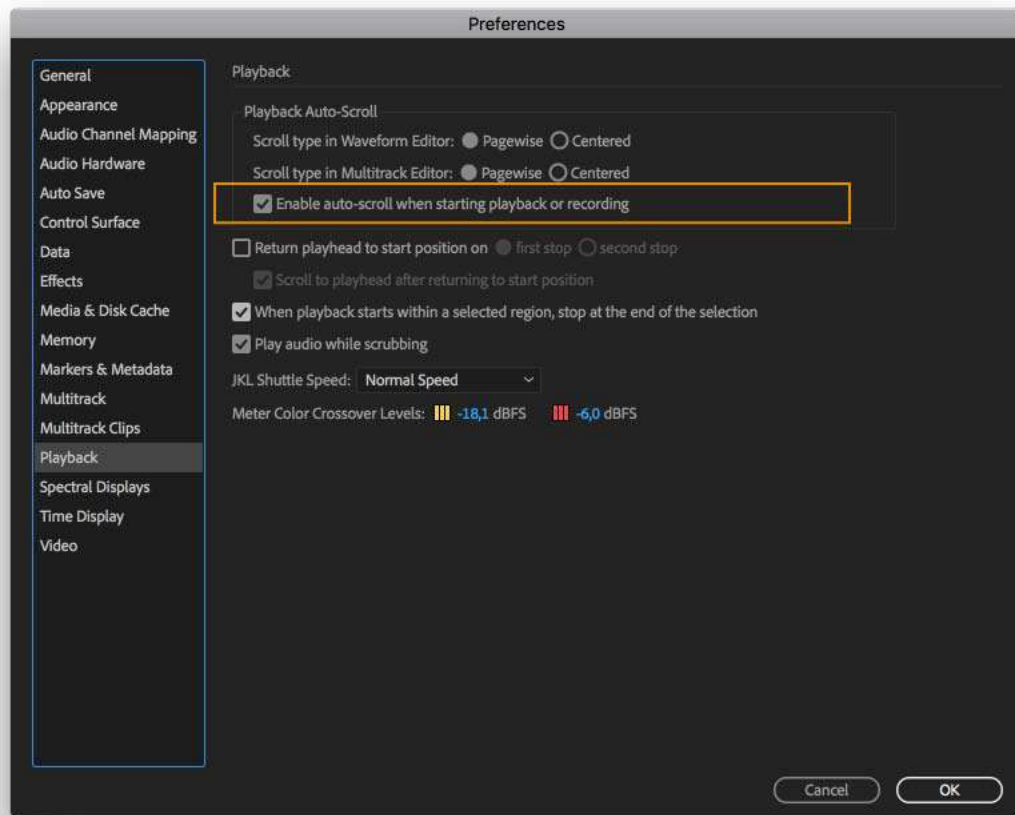 Preferences
General
Appearance
Audio Channel Mapping
Audio Hardware
Auto Save
Control Surface
Data
Effects
Media & Disk Cache
Memory
Markers & Metadata
Multitrack
Multitrack Clips
Playback
Spectral Displays
Time Display
Video
Playback
Playback Auto-Scroll
Scroll type in Waveform Editor: Pagewise Centered
Scroll type in Multitrack Editor: Pagewise Centered
Enable auto-scroll when starting playback or recording
Return playhead to start position on first stop second stop
Scroll to playhead after returning to start position
When playback starts within a selected region, stop at the end of the selection
Play audio while scrubbing
JKL Shuttle Speed: Normal Speed
Meter Color Crossover Levels: -18,1 dBFS -6,0 dBFS
Cancel OK